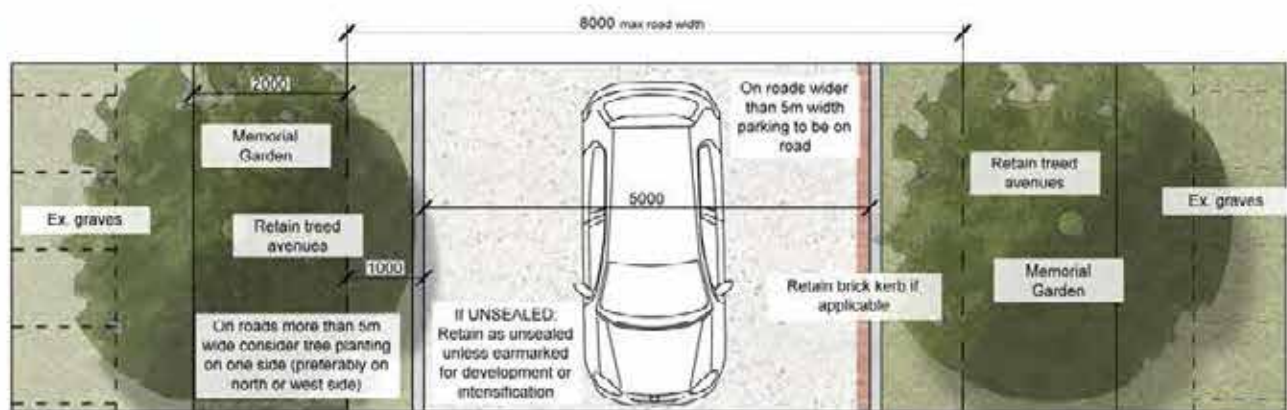 8000 max road width
2000
Memorial
Garden
On roads wider
than 5m width
parking to be on
road
Retain treed
avenues
Ex. graves
Ex. graves
Retain treed
avenues
5000
1000
Memorial
Garden
Retain brick kerb if
applicable
On roads more than 5m
wide consider tree planting
on one side (preferably on
north or west side)
If UNSEALED:
Retain as unsealed
unless earmarked
for development or
intensification